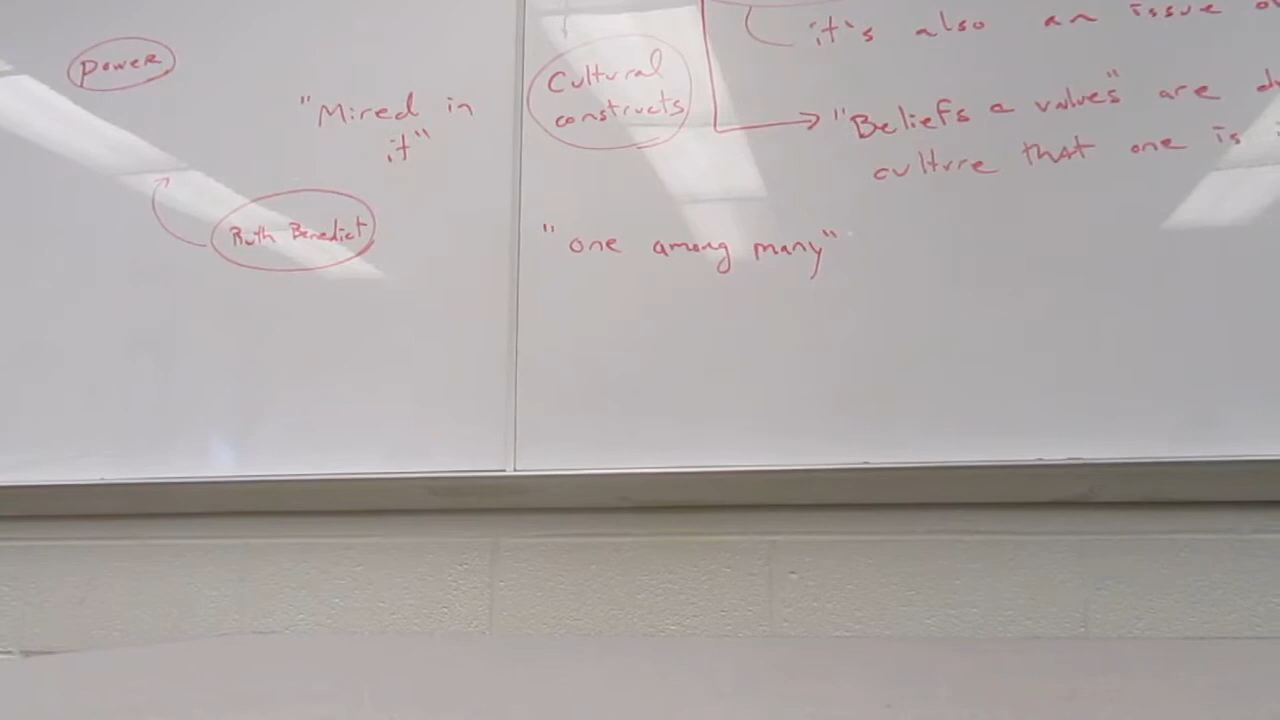 power
"Mired in
it"
Ruth Benedict
it's also an issue
Cultural
constructs
"Beliefs & values" are
culture that one is
"one among many"